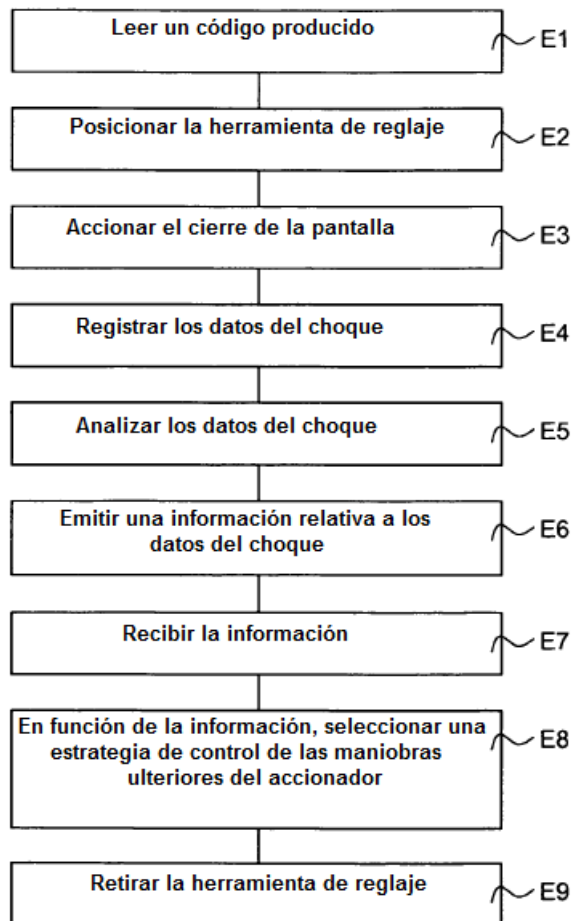 Leer un código producido
E1
Posicionar la herramienta de reglaje
E2
Accionar el cierre de la pantalla
E3
Registrar los datos del choque
E4
Analizar los datos del choque
E5
Emitir una información relativa a los
datos del choque
E6
Recibir la información
E7
En función de la información, seleccionar una
estrategia de control de las maniobras
ulteriores del accionador
E8
Retirar la herramienta de reglaje
E9